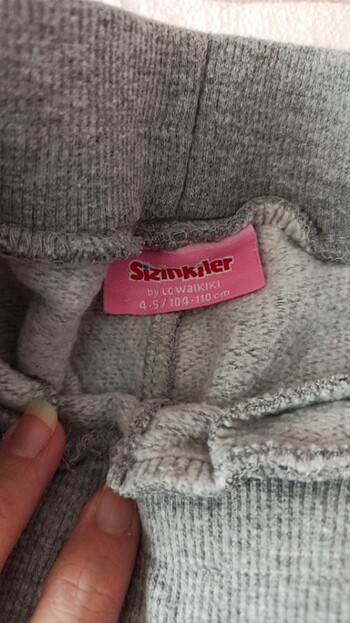 Sizinkiler
by LC WAIKIKI
4-5 / 104-110 cm